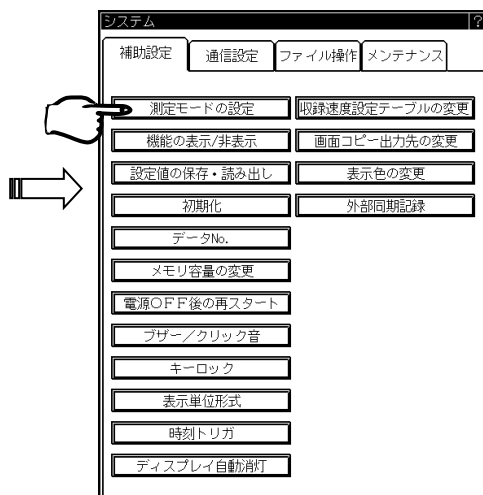 システム ?
補助設定 通信設定 ファイル操作 メンテナンス
測定モードの設定 収録速度設定テーブルの変更
機能の表示/非表示 画面コピー出力先の変更
設定値の保存・読み出し 表示色の変更
初期化 外部同期記録
データNo.
メモリ容量の変更
電源OFF後の再スタート
ブザー／クリック音
キーロック
表示単位形式
時刻トリガ
ディスプレイ自動消灯